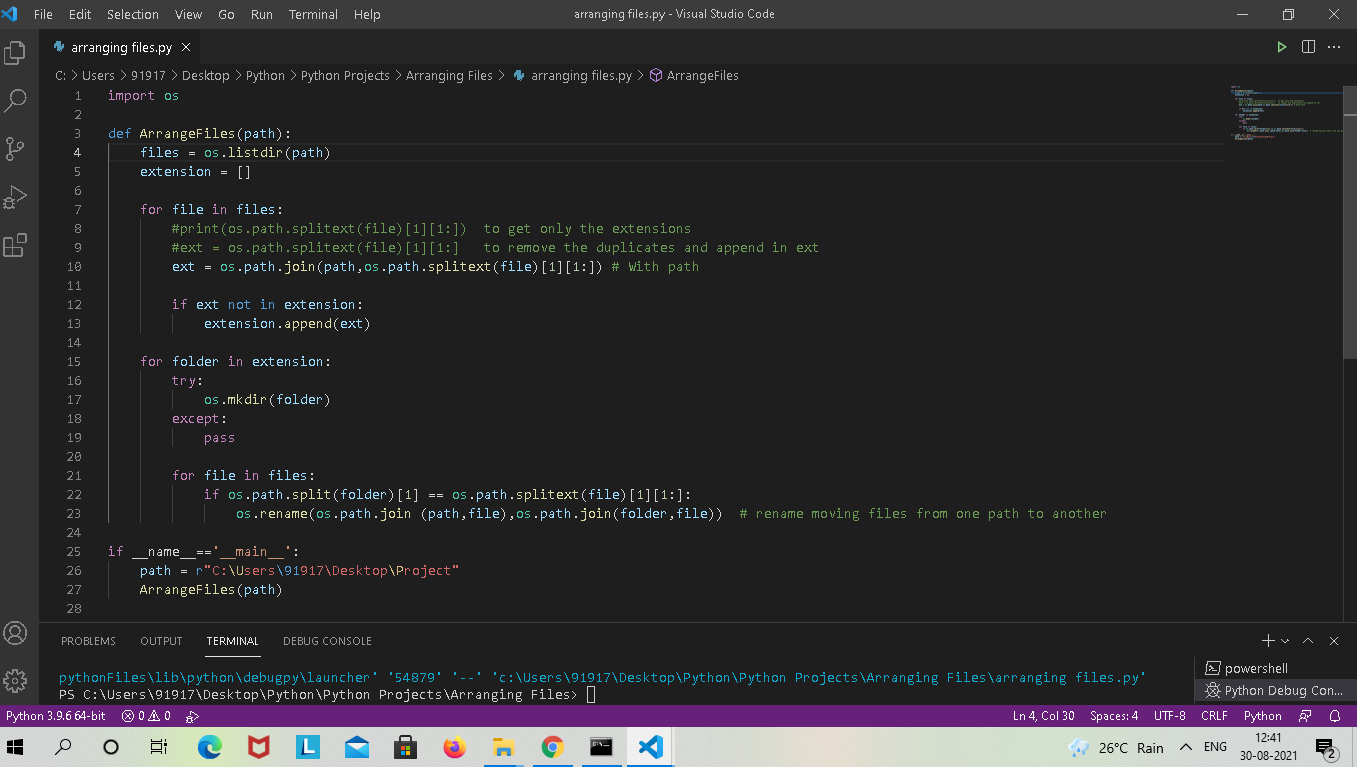 File Edit Selection View Go Run Terminal Help arranging files.py - Visual Studio Code
arranging files.py
C: > Users > 91917 > Desktop > Python > Python Projects > Arranging Files > arranging files.py > ArrangeFiles
1 import os
2
3 def ArrangeFiles(path):
4 files = os.listdir(path)
5 extension = []
6
7 for file in files:
8 #print(os.path.splitext(file)[1][1:]) to get only the extensions
9 #ext = os.path.splitext(file)[1][1:] to remove the duplicates and append in ext
10 ext = os.path.join(path,os.path.splitext(file)[1][1:]) # With path
11
12 if ext not in extension:
13 extension.append(ext)
14
15 for folder in extension:
16 try:
17 os.mkdir(folder)
18 except:
19 pass
20
21 for file in files:
22 if os.path.split(folder)[1] == os.path.splitext(file)[1][1:]:
23 os.rename(os.path.join (path,file),os.path.join(folder,file)) # rename moving files from one path to another
24
25 if __name__=='__main__':
26 path = r"C:\Users\91917\Desktop\Project"
27 ArrangeFiles(path)
28
PROBLEMS OUTPUT TERMINAL DEBUG CONSOLE
pythonFiles\lib\python\debugpy\launcher' '54879' '--' 'c:\Users\91917\Desktop\Python\Python Projects\Arranging Files\arranging files.py'
PS C:\Users\91917\Desktop\Python\Python Projects\Arranging Files>
powershell
Python Debug Con...
Python 3.9.6 64-bit 0 0 Ln 4, Col 30 Spaces: 4 UTF-8 CRLF Python
26°C Rain ENG 12:41
30-08-2021
2